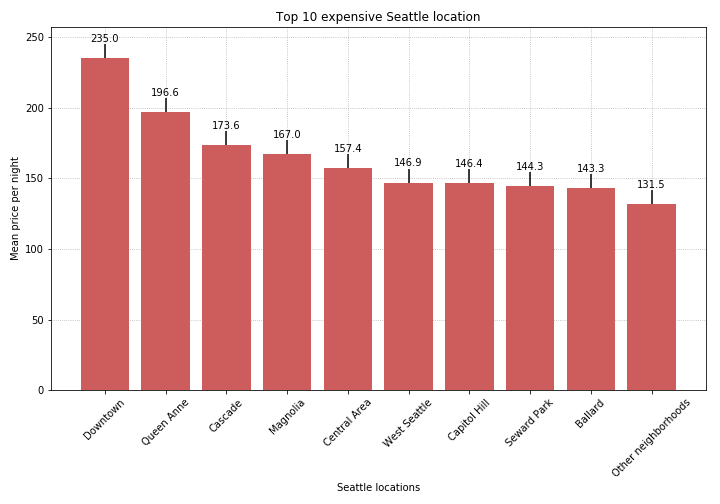 Top 10 expensive Seattle location
Mean price per night
250
200
150
100
50
0
235.0
196.6
173.6
167.0
157.4
146.9
146.4
144.3
143.3
131.5
Downtown
Queen Anne
Cascade
Magnolia
Central Area
West Seattle
Capitol Hill
Seward Park
Ballard
Other neighborhoods
Seattle locations